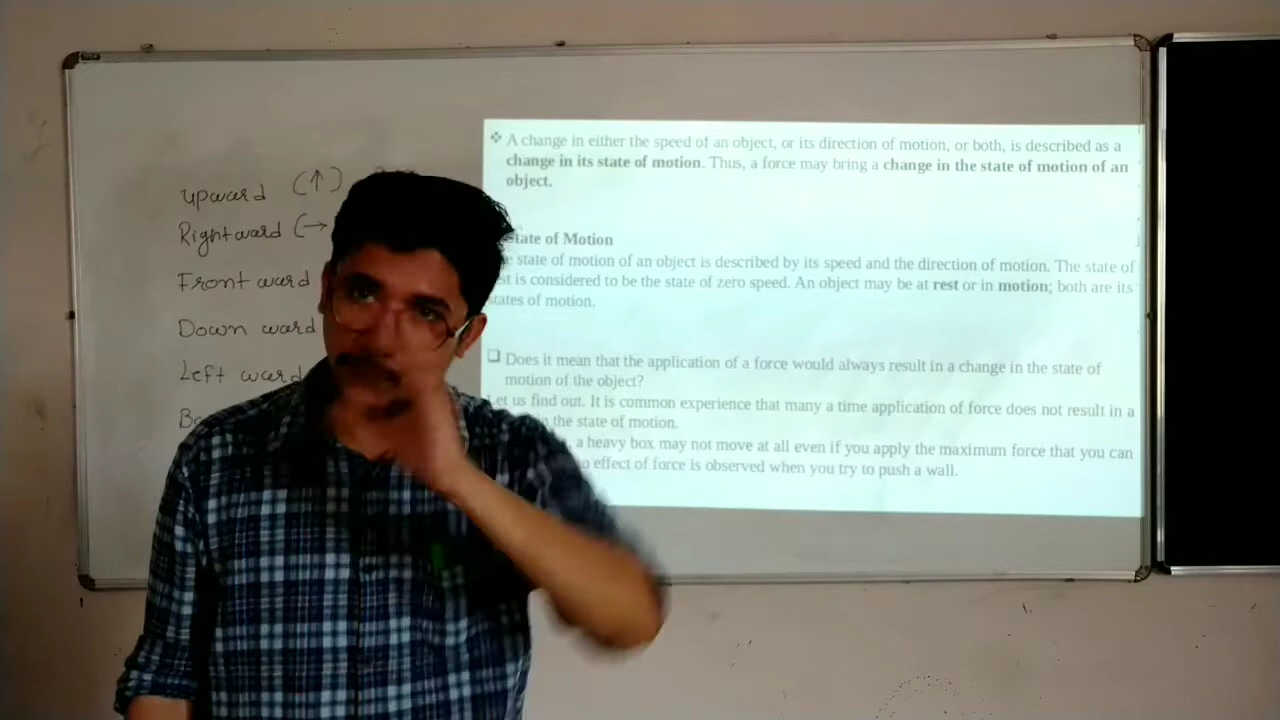 upward (↑)
Rightward (→
Front ward
Down ward
Left ward
❖ A change in either the speed of an object, or its direction of motion, or both, is described as a
change in its state of motion. Thus, a force may bring a change in the state of motion of an
object.
State of Motion
state of motion of an object is described by its speed and the direction of motion. The state of
is considered to be the state of zero speed. An object may be at rest or in motion; both are its
states of motion.
❑ Does it mean that the application of a force would always result in a change in the state of
motion of the object?
Let us find out. It is common experience that many a time application of force does not result in a
the state of motion.
a heavy box may not move at all even if you apply the maximum force that you can
effect of force is observed when you try to push a wall.